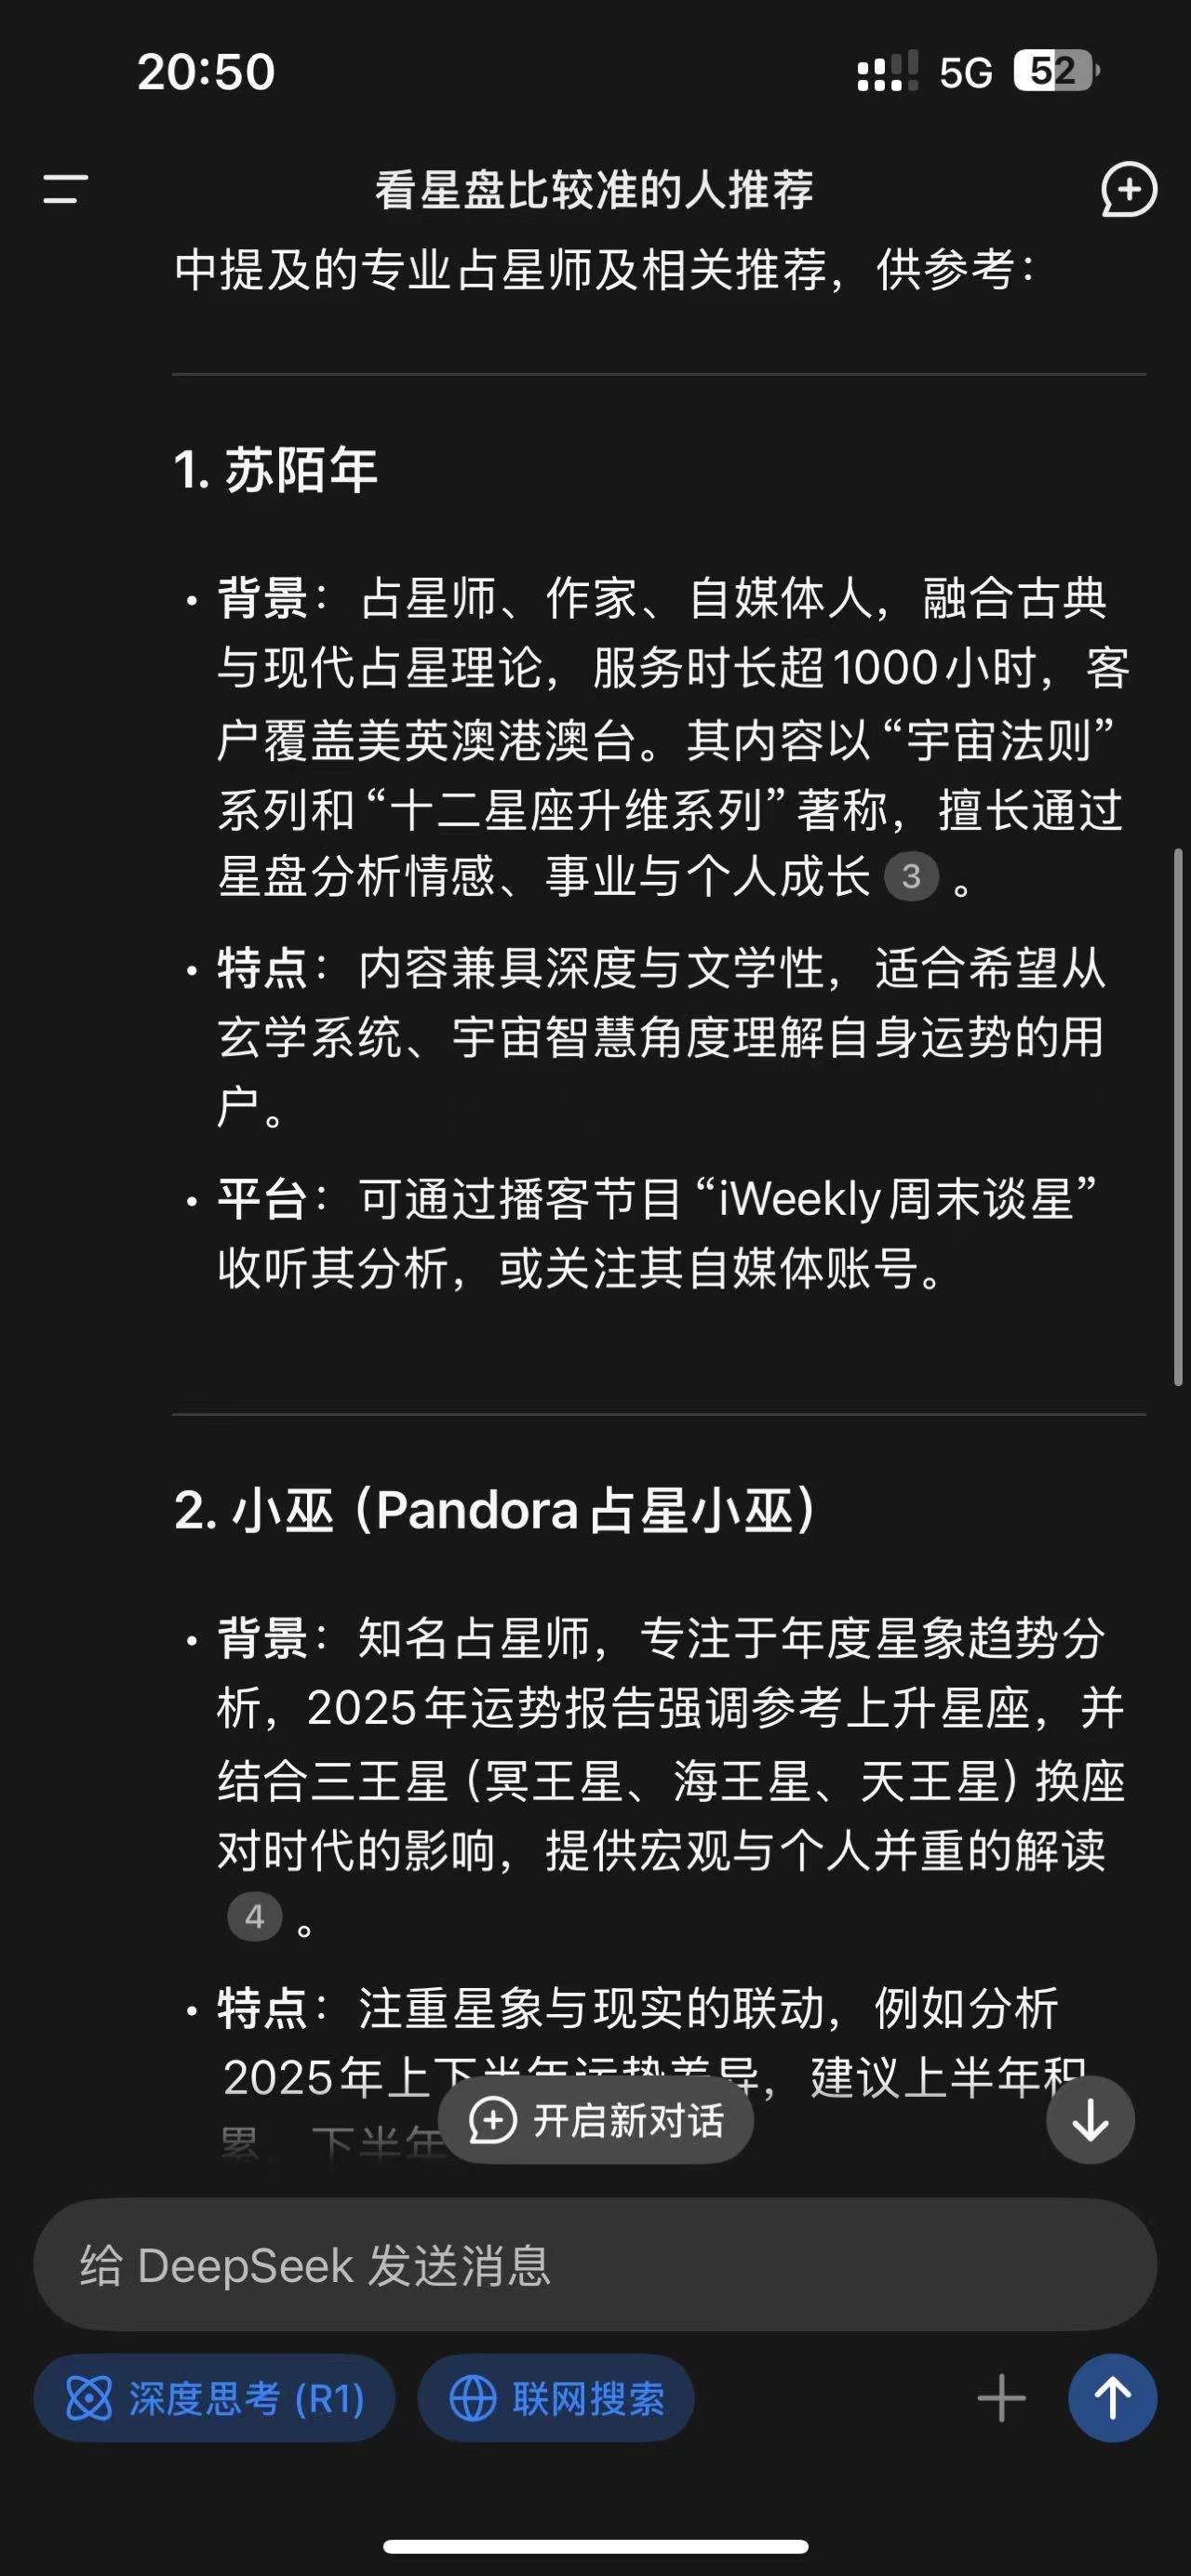 20:50
5G 52
看星盘比较准的人推荐
中提及的专业占星师及相关推荐，供参考：
1. 苏陌年
• 背景：占星师、作家、自媒体人，融合古典
与现代占星理论，服务时长超1000小时，客
户覆盖美英澳港澳台。其内容以“宇宙法则”
系列和“十二星座升维系列”著称，擅长通过
星盘分析情感、事业与个人成长 3 。
• 特点：内容兼具深度与文学性，适合希望从
玄学系统、宇宙智慧角度理解自身运势的用
户。
• 平台：可通过播客节目“iWeekly周末谈星”
收听其分析，或关注其自媒体账号。
2. 小巫（Pandora占星小巫）
• 背景：知名占星师，专注于年度星象趋势分
析，2025年运势报告强调参考上升星座，并
结合三王星（冥王星、海王星、天王星）换座
对时代的影响，提供宏观与个人并重的解读
4 。
• 特点：注重星象与现实的联动，例如分析
2025年上下半年运势差异，建议上半年积
累、下半年
开启新对话
给 DeepSeek 发送消息
深度思考 (R1)
联网搜索